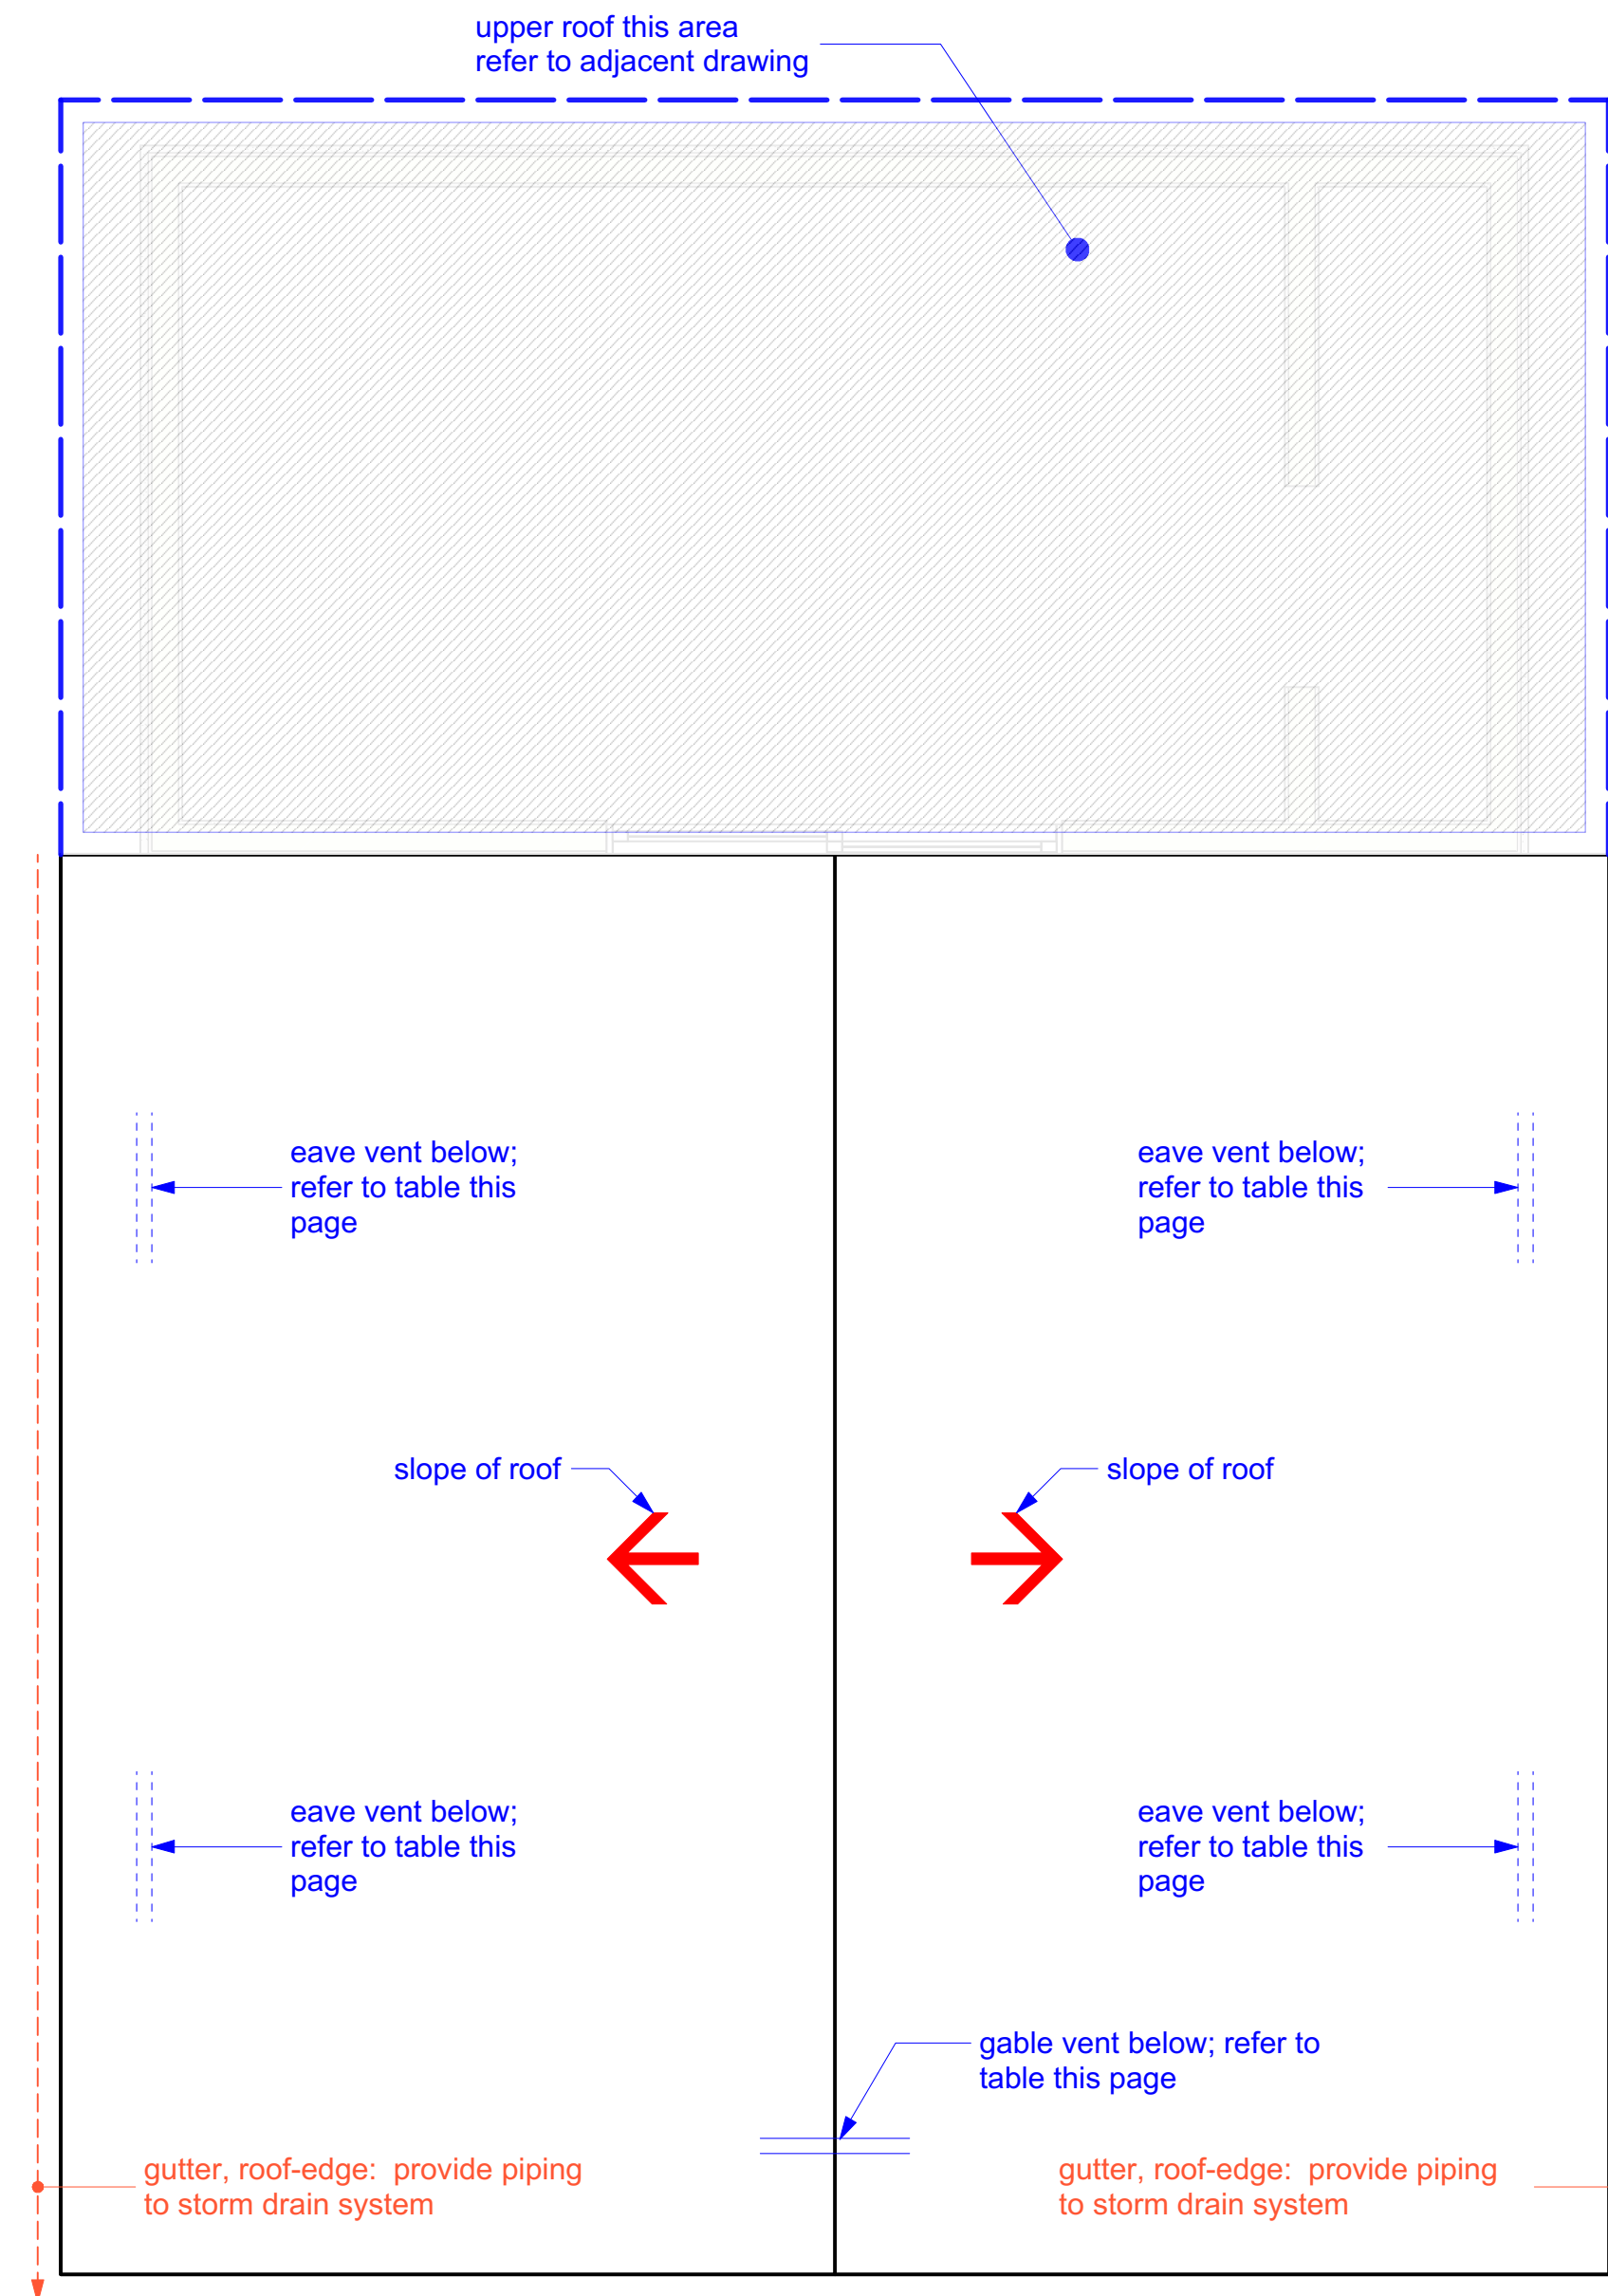 upper roof this area
refer to adjacent drawing
eave vent below;
refer to table this
page
eave vent below;
refer to table this
page
slope of roof
slope of roof
eave vent below;
refer to table this
page
eave vent below;
refer to table this
page
gable vent below; refer to
table this page
gutter, roof-edge:  provide piping
to storm drain system
gutter, roof-edge:  provide piping
to storm drain system